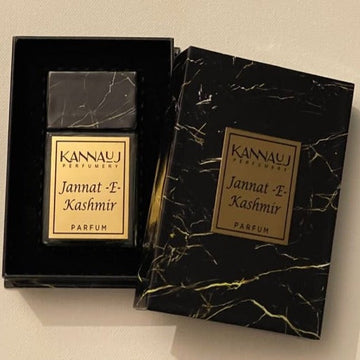 KANNAUJ
PERFUMERY
Jannat -E-
Kashmir
PARFUM
KANNAUJ
PERFUMERY
Jannat -E-
Kashmir
PARFUM